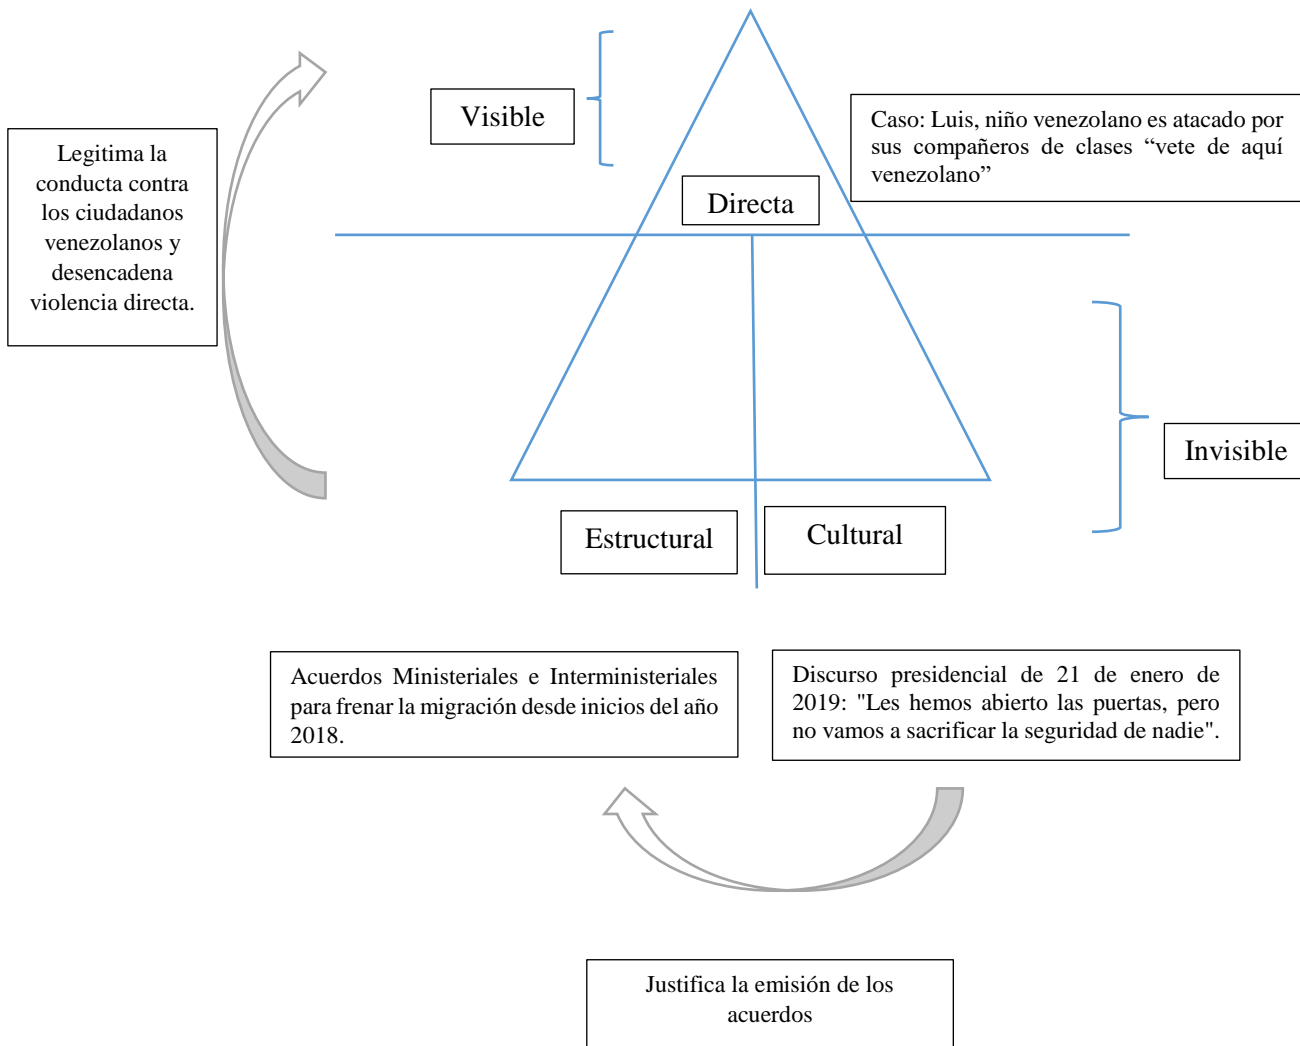 Visible
Caso: Luis, niño venezolano es atacado por
sus compañeros de clases “vete de aquí
venezolano”
Legitima la
conducta contra
los ciudadanos
venezolanos y
desencadena
violencia directa.
Directa
Invisible
Estructural
Cultural
Acuerdos Ministeriales e Interministeriales
para frenar la migración desde inicios del año
2018.
Discurso presidencial de 21 de enero de
2019: "Les hemos abierto las puertas, pero
no vamos a sacrificar la seguridad de nadie".
Justifica la emisión de los
acuerdos